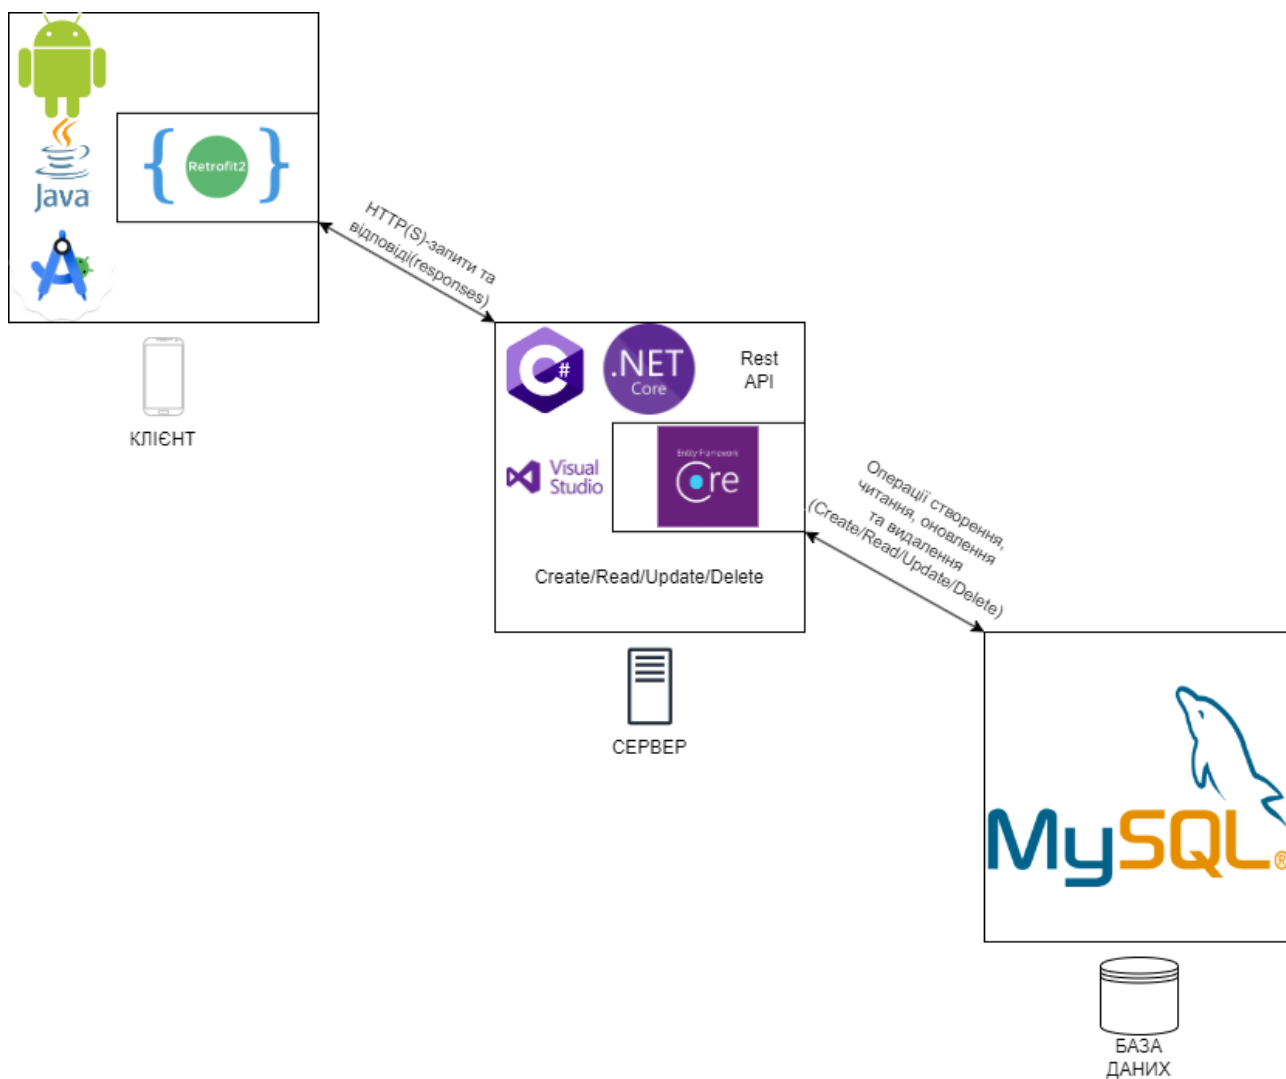 Java
Retrofit2
HTTP(S)-запити та
відповіді(responses)
КЛІЄНТ
C#
.NET
Core
Rest
API
Visual
Studio
Entity Framework
Core
Create/Read/Update/Delete
СЕРВЕР
Операції створення,
читання, оновлення
та видалення
(Create/Read/Update/Delete)
MySQL®
БАЗА
ДАНИХ